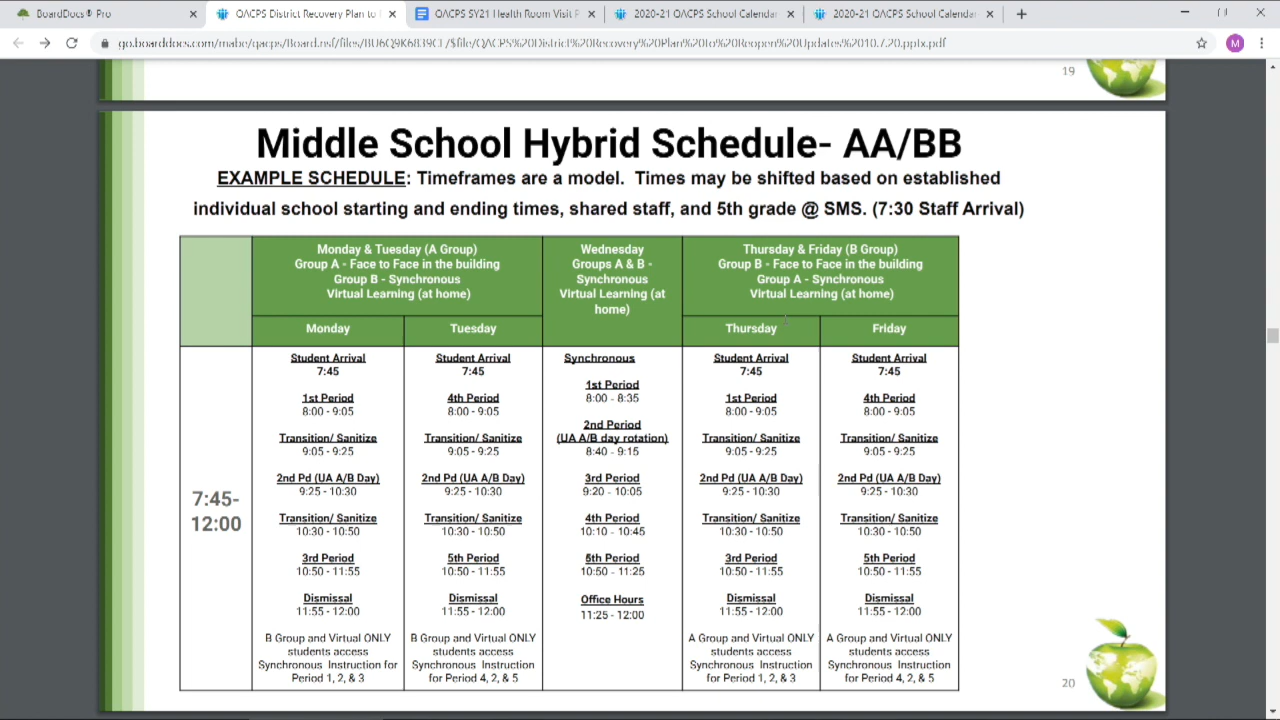 BoardDocs® Pro
QACPS District Recovery Plan to
QACPS SY21 Health Room Visit
2020-21 QACPS School Calendar
2020-21 QACPS School Calendar
M
19
Middle School Hybrid Schedule- AA/BB
EXAMPLE SCHEDULE: Timeframes are a model. Times may be shifted based on established
individual school starting and ending times, shared staff, and 5th grade @ SMS. (7:30 Staff Arrival)
Monday & Tuesday (A Group)
Group A - Face to Face in the building
Group B - Synchronous
Virtual Learning (at home)
Wednesday
Groups A & B -
Synchronous
Virtual Learning (at
home)
Thursday & Friday (B Group)
Group B - Face to Face in the building
Group A - Synchronous
Virtual Learning (at home)
Monday
Tuesday
Thursday
Friday
7:45-
12:00
Student Arrival
7:45
1st Period
8:00 - 9:05
Transition/ Sanitize
9:05 - 9:25
2nd Pd (UA A/B Day)
9:25 - 10:30
Transition/ Sanitize
10:30 - 10:50
3rd Period
10:50 - 11:55
Dismissal
11:55 - 12:00
B Group and Virtual ONLY
students access
Synchronous Instruction for
Period 1, 2, & 3
Student Arrival
7:45
4th Period
8:00 - 9:05
Transition/ Sanitize
9:05 - 9:25
2nd Pd (UA A/B Day)
9:25 - 10:30
Transition/ Sanitize
10:30 - 10:50
5th Period
10:50 - 11:55
Dismissal
11:55 - 12:00
B Group and Virtual ONLY
students access
Synchronous Instruction
for Period 4, 2, & 5
Synchronous
1st Period
8:00 - 8:35
2nd Period
(UA A/B day rotation)
8:40 - 9:15
3rd Period
9:20 - 10:05
4th Period
10:10 - 10:45
5th Period
10:50 - 11:25
Office Hours
11:25 - 12:00
Student Arrival
7:45
1st Period
8:00 - 9:05
Transition/ Sanitize
9:05 - 9:25
2nd Pd (UA A/B Day)
9:25 - 10:30
Transition/ Sanitize
10:30 - 10:50
3rd Period
10:50 - 11:55
Dismissal
11:55 - 12:00
A Group and Virtual ONLY
students access
Synchronous Instruction
for Period 1, 2, & 3
Student Arrival
7:45
4th Period
8:00 - 9:05
Transition/ Sanitize
9:05 - 9:25
2nd Pd (UA A/B Day)
9:25 - 10:30
Transition/ Sanitize
10:30 - 10:50
5th Period
10:50 - 11:55
Dismissal
11:55 - 12:00
A Group and Virtual ONLY
students access
Synchronous Instruction
for Period 4, 2, & 5
20